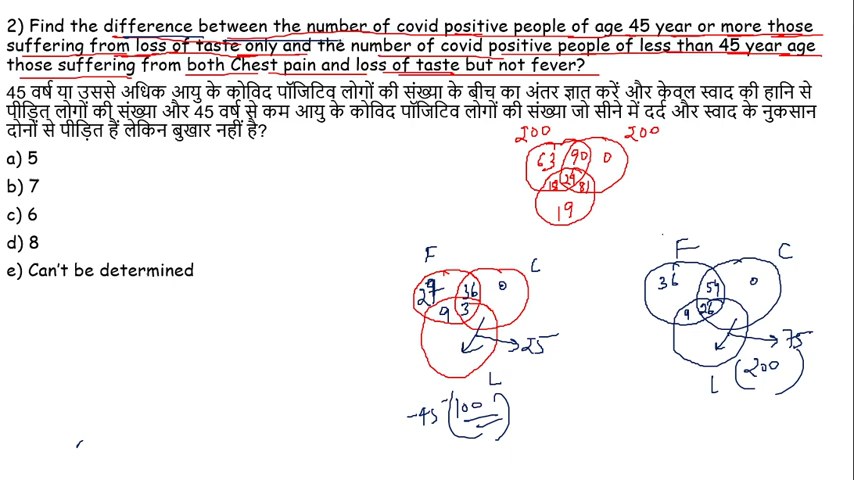 2) Find the difference between the number of covid positive people of age 45 year or more those
suffering from loss of taste only and the number of covid positive people of less than 45 year age
those suffering from both Chest pain and loss of taste but not fever?
45 वर्ष या उससे अधिक आयु के कोविद पॉजिटिव लोगों की संख्या के बीच का अंतर ज्ञात करें और केवल स्वाद की हानि से
पीड़ित लोगों की संख्या और 45 वर्ष से कम आयु के कोविद पॉजिटिव लोगों की संख्या जो सीने में दर्द और स्वाद के नुकसान
दोनों से पीड़ित हैं लेकिन बुखार नहीं है?
200 200
63 90 0
18 29 31
19
a) 5
b) 7
c) 6
d) 8
e) Can't be determined
F C
27 36 0
9 3
25
L
-45 (100)
F C
36 54 0
9 26
75
L (200)